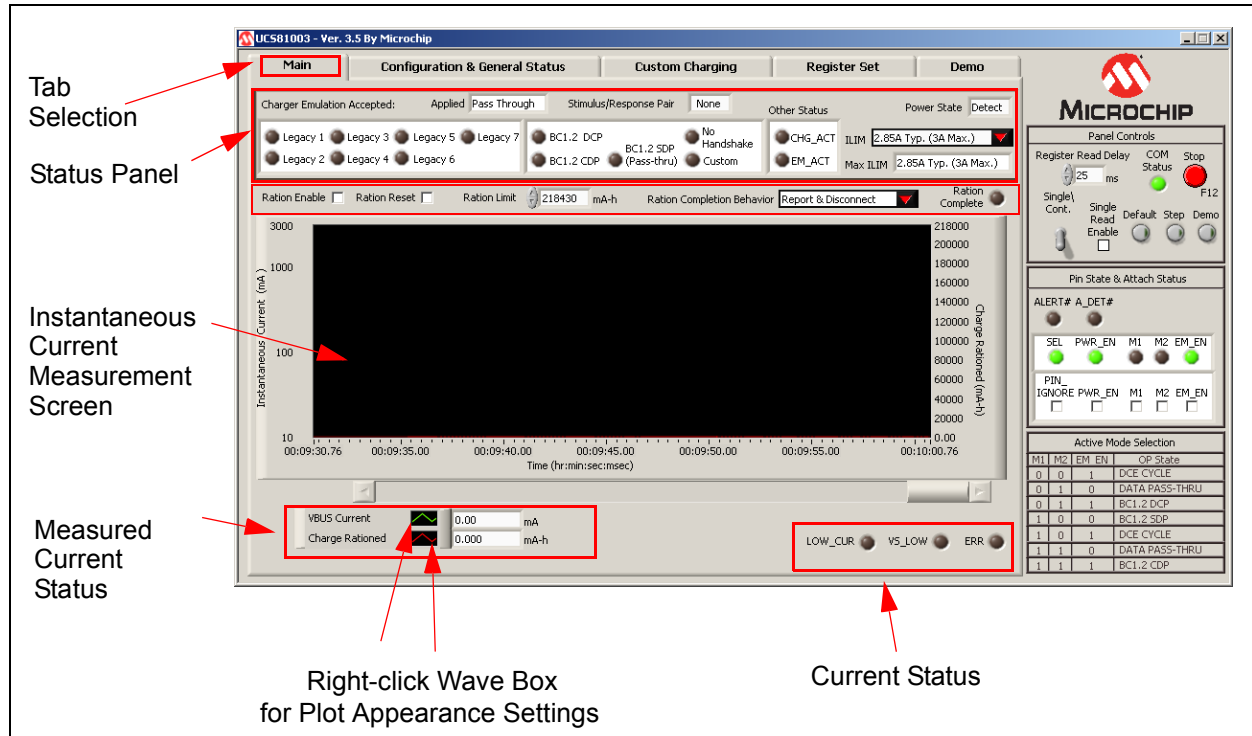 UCS81003 - Ver. 3.5 By Microchip
Main Configuration & General Status Custom Charging Register Set Demo
Tab
Selection
Status Panel
Charger Emulation Accepted: Applied Pass Through Stimulus/Response Pair None Other Status Power State Detect
Legacy 1 Legacy 3 Legacy 5 Legacy 7 BC1.2 DCP No Handshake CHG_ACT ILIM 2.85A Typ. (3A Max.)
Legacy 2 Legacy 4 Legacy 6 BC1.2 CDP BC1.2 SDP (Pass-thru) Custom EM_ACT Max ILIM 2.85A Typ. (3A Max.)
Ration Enable Ration Reset Ration Limit 218430 mA-h Ration Completion Behavior Report & Disconnect Ration Complete
Instantaneous
Current
Measurement
Screen
Instantaneous Current (mA)
3000
1000
100
10
218000
200000
180000
160000
140000
120000
100000
80000
60000
40000
20000
0.00
Charge Rationed (mA-h)
00:09:30.76 00:09:35.00 00:09:40.00 00:09:45.00 00:09:50.00 00:09:55.00 00:10:00.76
Time (hr:min:sec:msec)
Measured
Current
Status
VBUS Current 0.00 mA
Charge Rationed 0.000 mA-h
LOW_CUR VS_LOW ERR
Right-click Wave Box
for Plot Appearance Settings
Current Status
MICROCHIP
Panel Controls
Register Read Delay COM Status Stop
25 ms
F12
Single\ Cont. Single Read Enable Default Step Demo
Pin State & Attach Status
ALERT# A_DET#
SEL PWR_EN M1 M2 EM_EN
PIN_
IGNORE PWR_EN M1 M2 EM_EN
Active Mode Selection
M1 M2 EM EN OP State
0 0 1 DCE CYCLE
0 1 0 DATA PASS-THRU
0 1 1 BC1.2 DCP
1 0 0 BC1.2 SDP
1 0 1 DCE CYCLE
1 1 0 DATA PASS-THRU
1 1 1 BC1.2 CDP